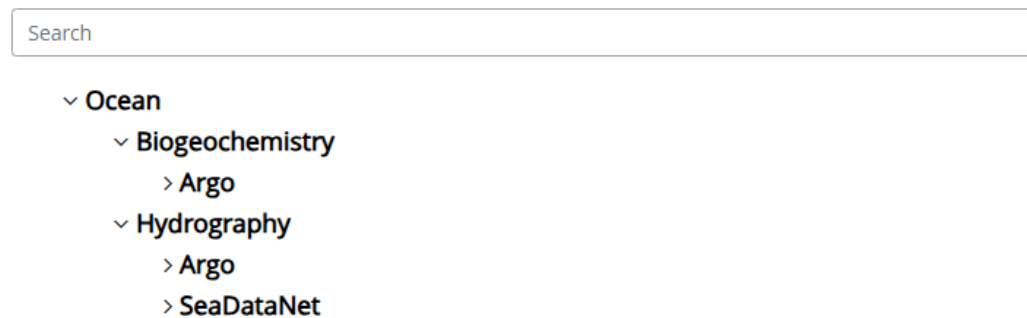 Search
Ocean
Biogeochemistry
Argo
Hydrography
Argo
SeaDataNet